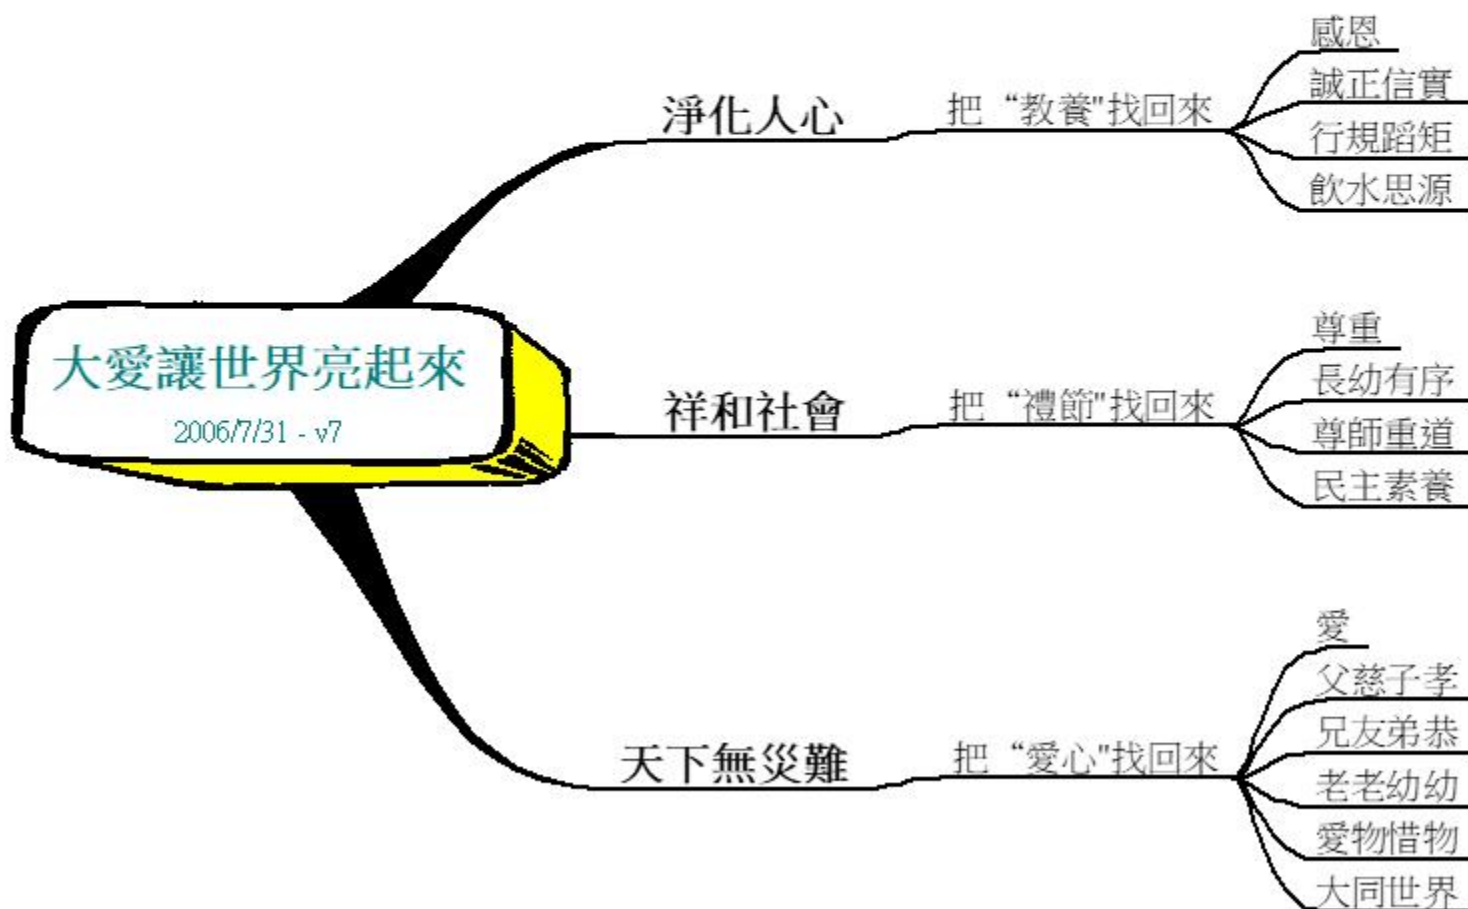 大愛讓世界亮起來
2006/7/31 - v7
淨化人心
把“教養"找回來
感恩
誠正信實
行規蹈矩
飲水思源
祥和社會
把“禮節"找回來
尊重
長幼有序
尊師重道
民主素養
天下無災難
把“愛心"找回來
愛
父慈子孝
兄友弟恭
老老幼幼
愛物惜物
大同世界